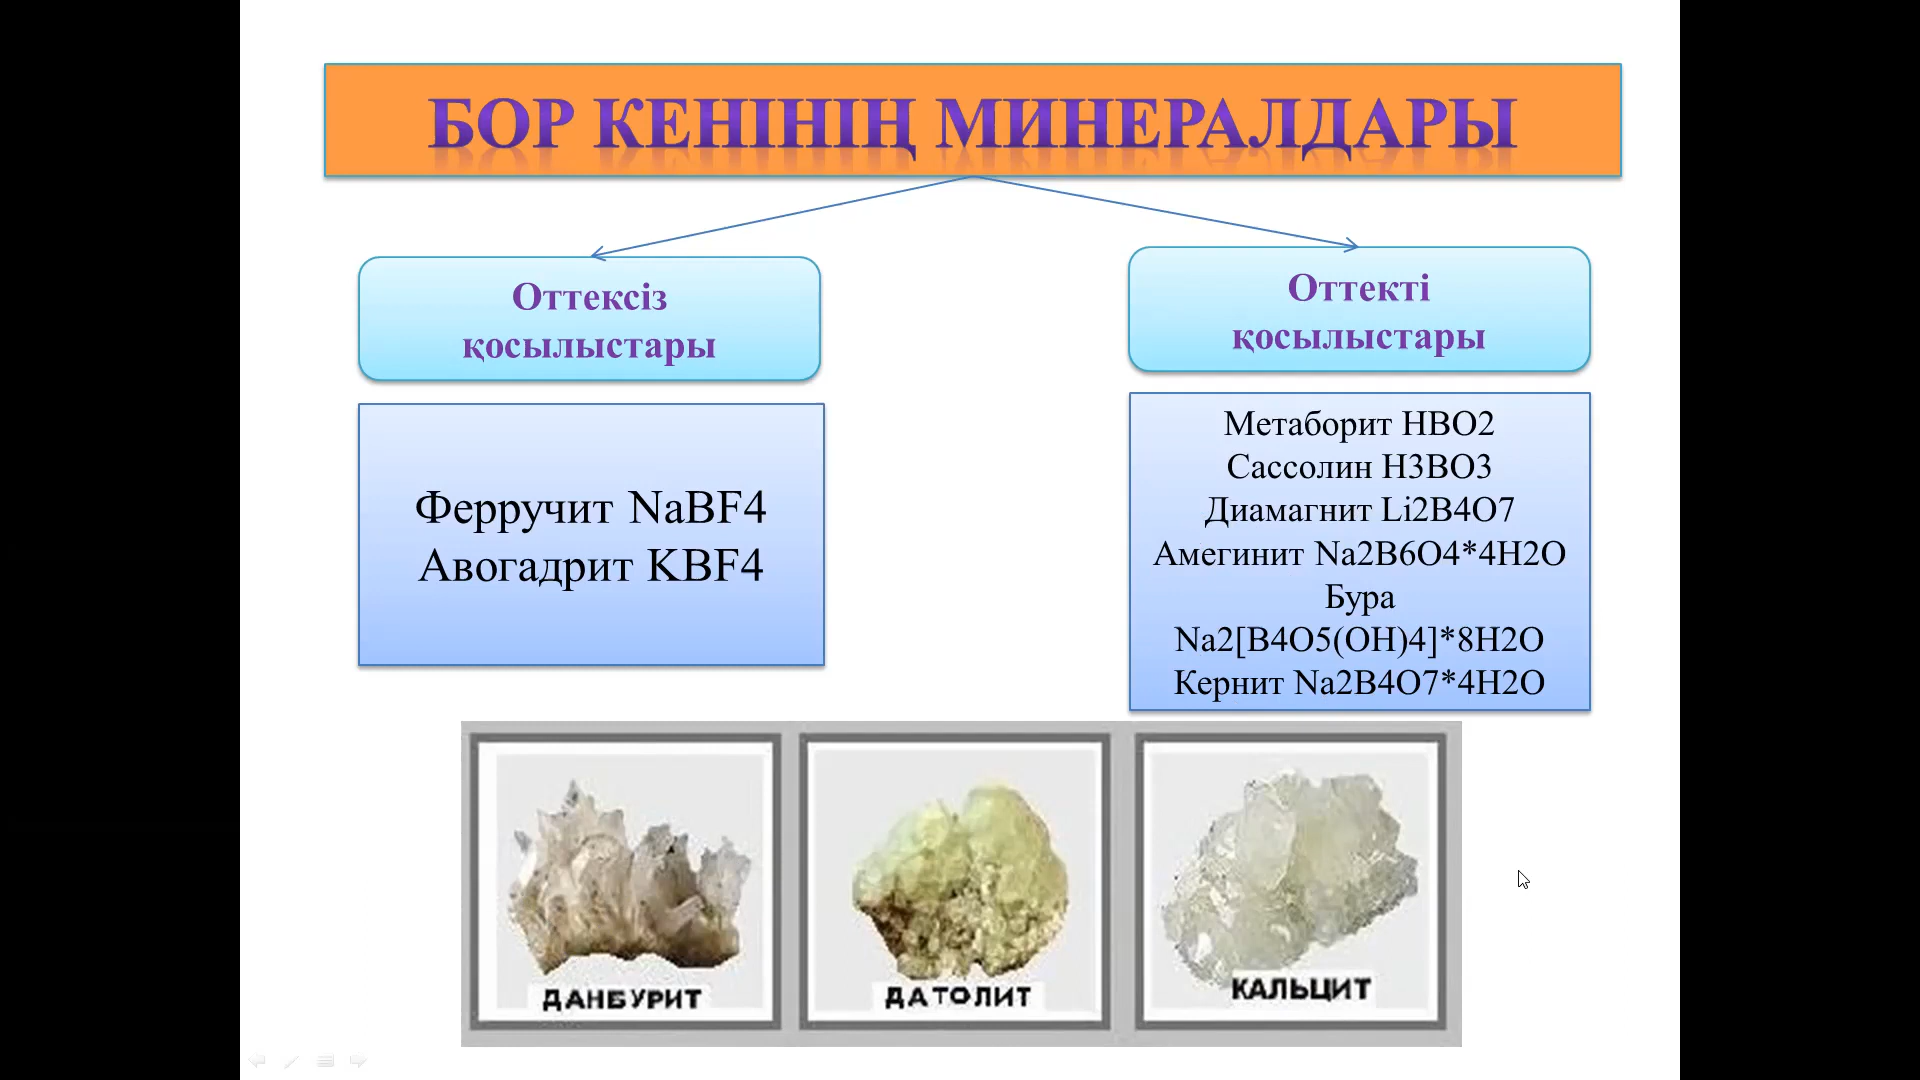 БОР КЕНІНІҢ МИНЕРАЛДАРЫ
Оттексіз
қосылыстары
Оттекті
қосылыстары
Ферручит NaBF4
Авогадрит KBF4
Метаборит HBO2
Сассолин H3BO3
Диамагнит Li2B4O7
Амегинит Na2B6O4*4H2O
Бура
Na2[B4O5(OH)4]*8H2O
Кернит Na2B4O7*4H2O
ДАНБУРИТ
ДАТОЛИТ
КАЛЬЦИТ